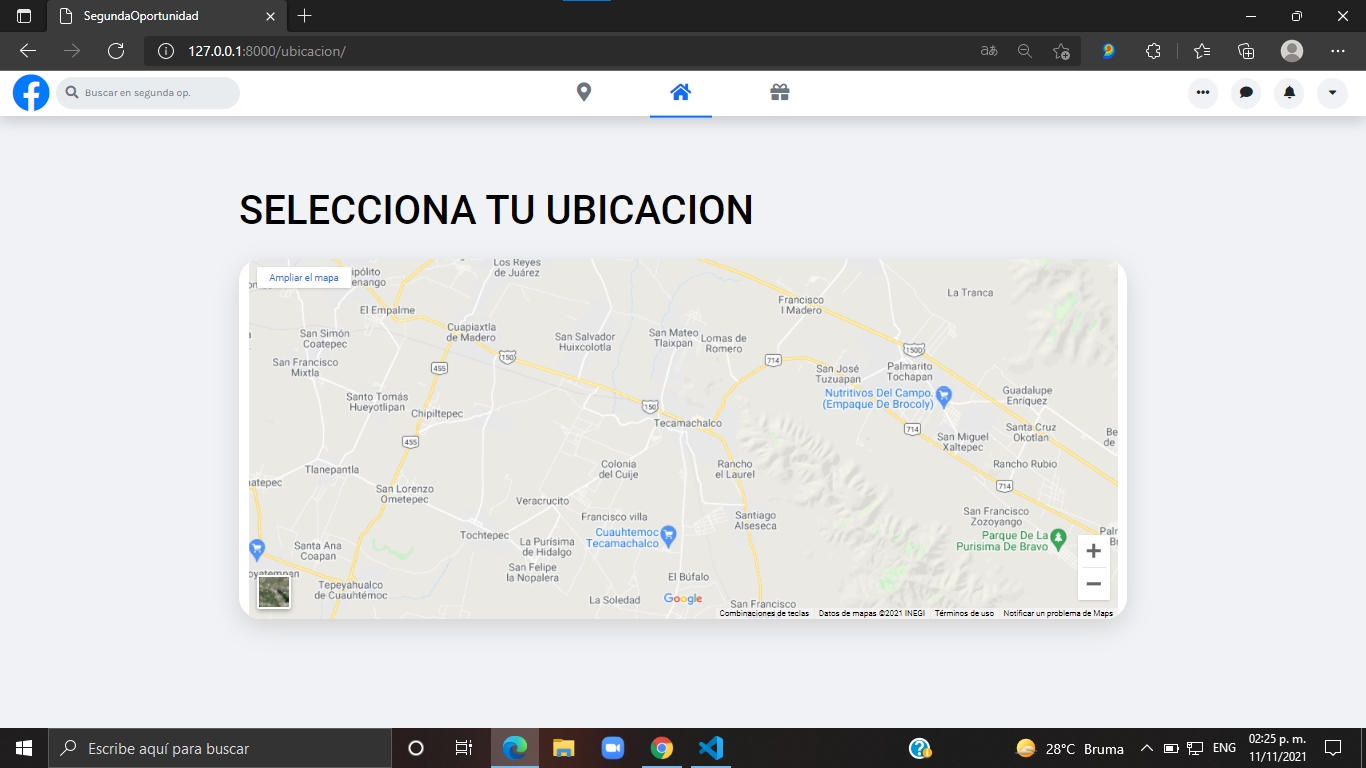 SegundaOportunidad
127.0.0.1:8000/ubicacion/
Buscar en segunda op.
SELECCIONA TU UBICACION
Ampliar el mapa
Los Reyes
de Juárez
El Empalme
Cuapiaxtla
de Madero
San Simón
Coatepec
San Francisco
Mixtla
150
455
San Salvador
Huixcolotla
San Mateo
Tlaixpan
Lomas de
Romero
Francisco
I Madero
La Tranca
714
150D
San José
Tuzuapan
Palmarito
Tochapan
Nutritivos Del Campo.
(Empaque De Brocoly)
Guadalupe
Enríquez
Santo Tomás
Hueyotlipan
Chipiltepec
150
Tecamachalco
714
San Miguel
Xaltepec
Santa Cruz
Okotlan
455
Tlanepantla
San Lorenzo
Ometepec
Colonia
del Cuije
Rancho
el Laurel
Rancho Rubio
714
Veracrucito
Francisco villa
Santiago
Alseseca
San Francisco
Zozoyango
Cuauhtemoc
Tecamachalco
Parque De La
Purisima De Bravo
Tochtepec
La Purísima
de Hidalgo
Santa Ana
Coapan
San Felipe
la Nopalera
El Búfalo
Tepeyahualco
de Cuauhtémoc
La Soledad
Google
San Francisco
Combinaciones de teclas
Datos de mapas ©2021 INEGI
Términos de uso
Notificar un problema de Maps
Escribe aquí para buscar
28°C Bruma
ENG
02:25 p. m.
11/11/2021